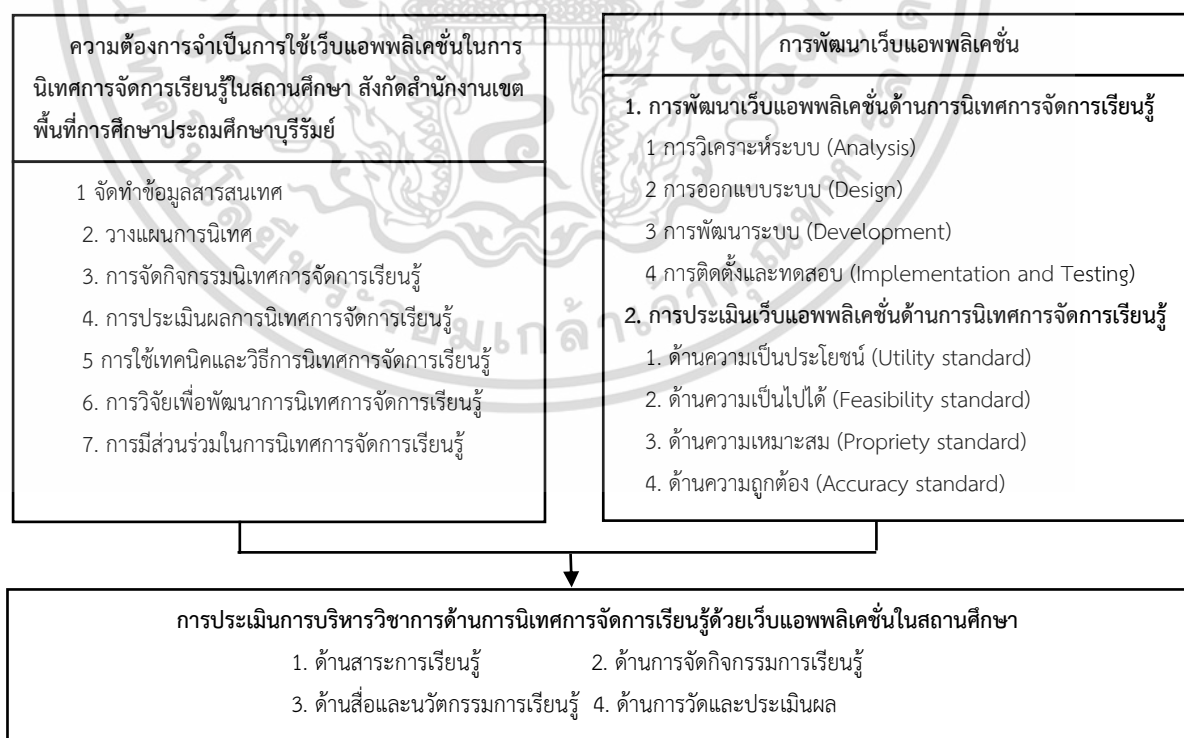 ความต้องการจำเป็นการใช้เว็บแอพพลิเคชั่นในการ
นิเทศการจัดการเรียนรู้ในสถานศึกษา สังกัดสำนักงานเขต
พื้นที่การศึกษาประถมศึกษาบุรีรัมย์
1 จัดทำข้อมูลสารสนเทศ
2. วางแผนการนิเทศ
3. การจัดกิจกรรมนิเทศการจัดการเรียนรู้
4. การประเมินผลการนิเทศการจัดการเรียนรู้
5 การใช้เทคนิคและวิธีการนิเทศการจัดการเรียนรู้
6. การวิจัยเพื่อพัฒนาการนิเทศการจัดการเรียนรู้
7. การมีส่วนร่วมในการนิเทศการจัดการเรียนรู้
การพัฒนาเว็บแอพพลิเคชั่น
1. การพัฒนาเว็บแอพพลิเคชั่นด้านการนิเทศการจัดการเรียนรู้
1 การวิเคราะห์ระบบ (Analysis)
2 การออกแบบระบบ (Design)
3 การพัฒนาระบบ (Development)
4 การติดตั้งและทดสอบ (Implementation and Testing)
2. การประเมินเว็บแอพพลิเคชั่นด้านการนิเทศการจัดการเรียนรู้
1. ด้านความเป็นประโยชน์ (Utility standard)
2. ด้านความเป็นไปได้ (Feasibility standard)
3. ด้านความเหมาะสม (Propriety standard)
4. ด้านความถูกต้อง (Accuracy standard)
การประเมินการบริหารวิชาการด้านการนิเทศการจัดการเรียนรู้ด้วยเว็บแอพพลิเคชั่นในสถานศึกษา
1. ด้านสาระการเรียนรู้ 2. ด้านการจัดกิจกรรมการเรียนรู้
3. ด้านสื่อและนวัตกรรมการเรียนรู้ 4. ด้านการวัดและประเมินผล